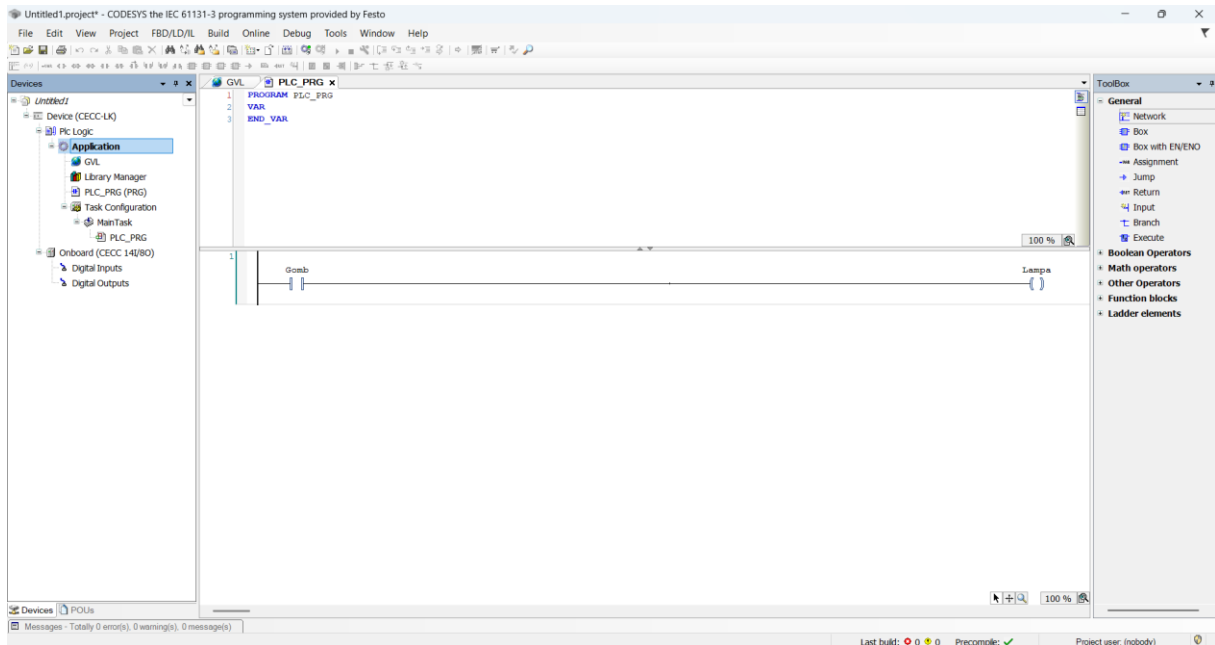 Untitled1.project* - CODESYS the IEC 61131-3 programming system provided by Festo
File Edit View Project FBD/LD/IL Build Online Debug Tools Window Help
Devices
Untitled1
Device (CECC-LK)
Plc Logic
Application
GVL
Library Manager
PLC_PRG (PRG)
Task Configuration
MainTask
PLC_PRG
Onboard (CECC 14I/8O)
Digital Inputs
Digital Outputs
Devices POUs
GVL PLC_PRG
1 PROGRAM PLC_PRG
2 VAR
3 END_VAR
100 %
1
Gomb Lampa
100 %
ToolBox
General
Network
Box
Box with EN/ENO
Assignment
Jump
Return
Input
Branch
Execute
Boolean Operators
Math operators
Other Operators
Function blocks
Ladder elements
Messages - Totally 0 error(s), 0 warning(s), 0 message(s)
Last build: 0 0 Precompile: Project user: (nobody)